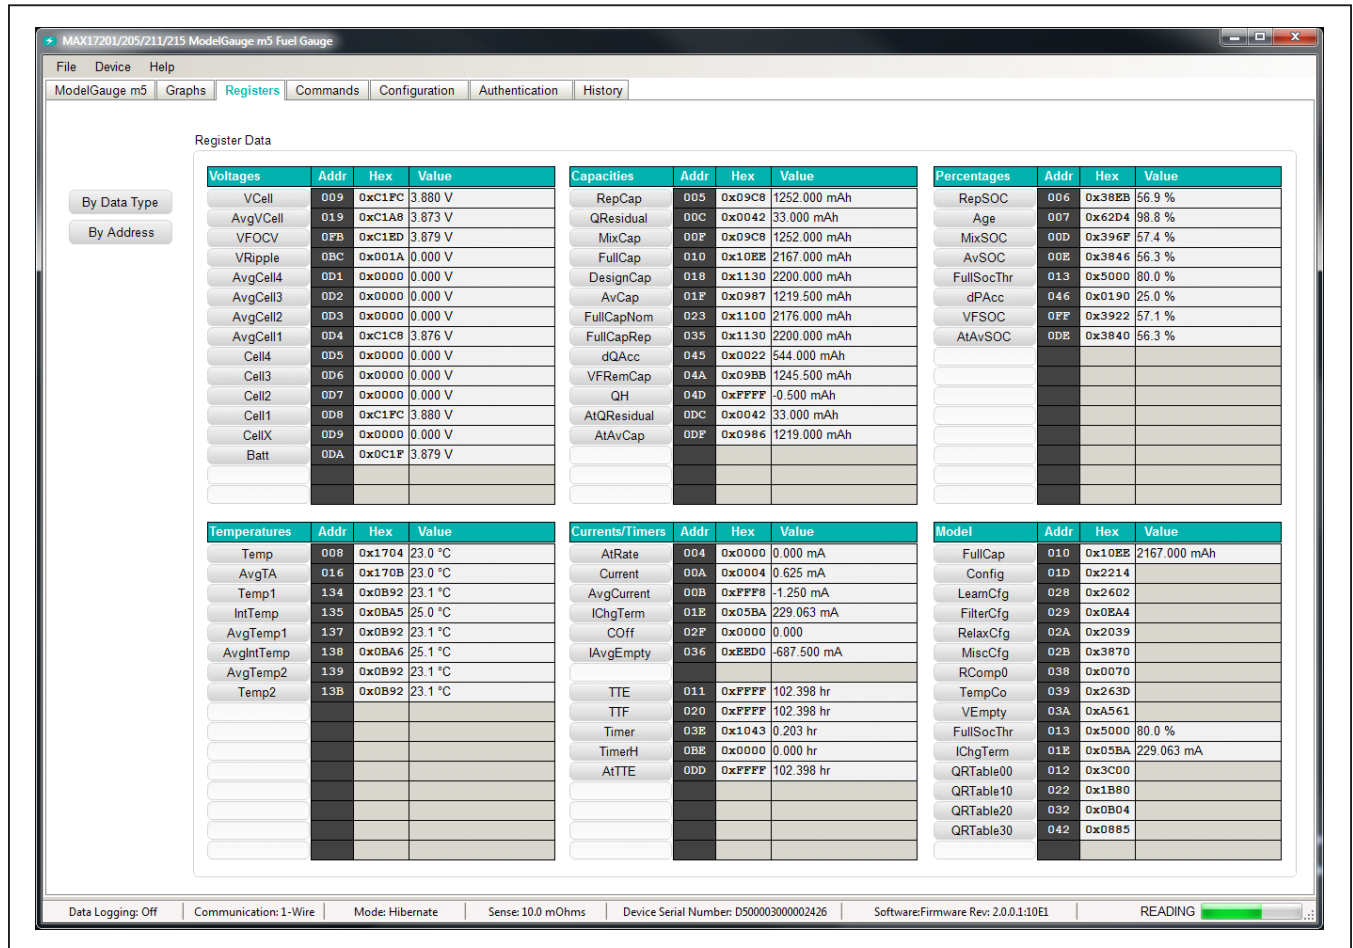 MAX17201/205/211/215 ModelGauge m5 Fuel Gauge
File Device Help
ModelGauge m5 Graphs Registers Commands Configuration Authentication History
Register Data
By Data Type
By Address
Voltages Addr Hex Value
VCell 009 0xC1FC 3.880 V
AvgVCell 019 0xC1A8 3.873 V
VFOCV 0FB 0xC1ED 3.879 V
VRipple 0BC 0x001A 0.000 V
AvgCell4 0D1 0x0000 0.000 V
AvgCell3 0D2 0x0000 0.000 V
AvgCell2 0D3 0x0000 0.000 V
AvgCell1 0D4 0xC1C8 3.876 V
Cell4 0D5 0x0000 0.000 V
Cell3 0D6 0x0000 0.000 V
Cell2 0D7 0x0000 0.000 V
Cell1 0D8 0xC1FC 3.880 V
CellX 0D9 0x0000 0.000 V
Batt 0DA 0x0C1F 3.879 V
Capacities Addr Hex Value
RepCap 005 0x09C8 1252.000 mAh
QResidual 00C 0x0042 33.000 mAh
MixCap 00F 0x09C8 1252.000 mAh
FullCap 010 0x10EE 2167.000 mAh
DesignCap 018 0x1130 2200.000 mAh
AvCap 01F 0x0987 1219.500 mAh
FullCapNom 023 0x1100 2176.000 mAh
FullCapRep 035 0x1130 2200.000 mAh
dQAcc 045 0x0022 544.000 mAh
VFRemCap 04A 0x09BB 1245.500 mAh
QH 04D 0xFFFF -0.500 mAh
AtQResidual 0DC 0x0042 33.000 mAh
AtAvCap 0DF 0x0986 1219.000 mAh
Percentages Addr Hex Value
RepSOC 006 0x38EB 56.9 %
Age 007 0x62D4 98.8 %
MixSOC 00D 0x396F 57.4 %
AvSOC 00E 0x3846 56.3 %
FullSocThr 013 0x5000 80.0 %
dPAcc 046 0x0190 25.0 %
VFSOC 0FF 0x3922 57.1 %
AtAvSOC 0DE 0x3840 56.3 %
Temperatures Addr Hex Value
Temp 008 0x1704 23.0 °C
AvgTA 016 0x170B 23.0 °C
Temp1 134 0x0B92 23.1 °C
IntTemp 135 0x0BA5 25.0 °C
AvgTemp1 137 0x0B92 23.1 °C
AvgIntTemp 138 0x0BA6 25.1 °C
AvgTemp2 139 0x0B92 23.1 °C
Temp2 13B 0x0B92 23.1 °C
Currents/Timers Addr Hex Value
AtRate 004 0x0000 0.000 mA
Current 00A 0x0004 0.625 mA
AvgCurrent 00B 0xFFF8 -1.250 mA
IChgTerm 01E 0x05BA 229.063 mA
COff 02F 0x0000 0.000
IAvgEmpty 036 0xEED0 -687.500 mA
TTE 011 0xFFFF 102.398 hr
TTF 020 0xFFFF 102.398 hr
Timer 03E 0x1043 0.203 hr
TimerH 0BE 0x0000 0.000 hr
AtTTE 0DD 0xFFFF 102.398 hr
Model Addr Hex Value
FullCap 010 0x10EE 2167.000 mAh
Config 01D 0x2214
LearnCfg 028 0x2602
FilterCfg 029 0x0EA4
RelaxCfg 02A 0x2039
MiscCfg 02B 0x3870
RComp0 038 0x0070
TempCo 039 0x263D
VEmpty 03A 0xA561
FullSocThr 013 0x5000 80.0 %
IChgTerm 01E 0x05BA 229.063 mA
QRTable00 012 0x3C00
QRTable10 022 0x1B80
QRTable20 032 0x0B04
QRTable30 042 0x0885
Data Logging: Off Communication: 1-Wire Mode: Hibernate Sense: 10.0 mOhms Device Serial Number: D500003000002426 Software:Firmware Rev: 2.0.0.1:10E1 READING